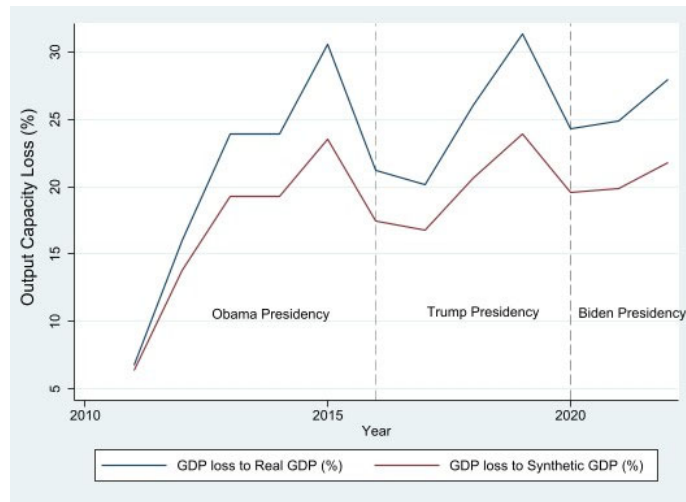 Output Capacity Loss (%)
30
25
20
15
10
5
Obama Presidency
Trump Presidency
Biden Presidency
2010
2015
2020
Year
GDP loss to Real GDP (%)
GDP loss to Synthetic GDP (%)